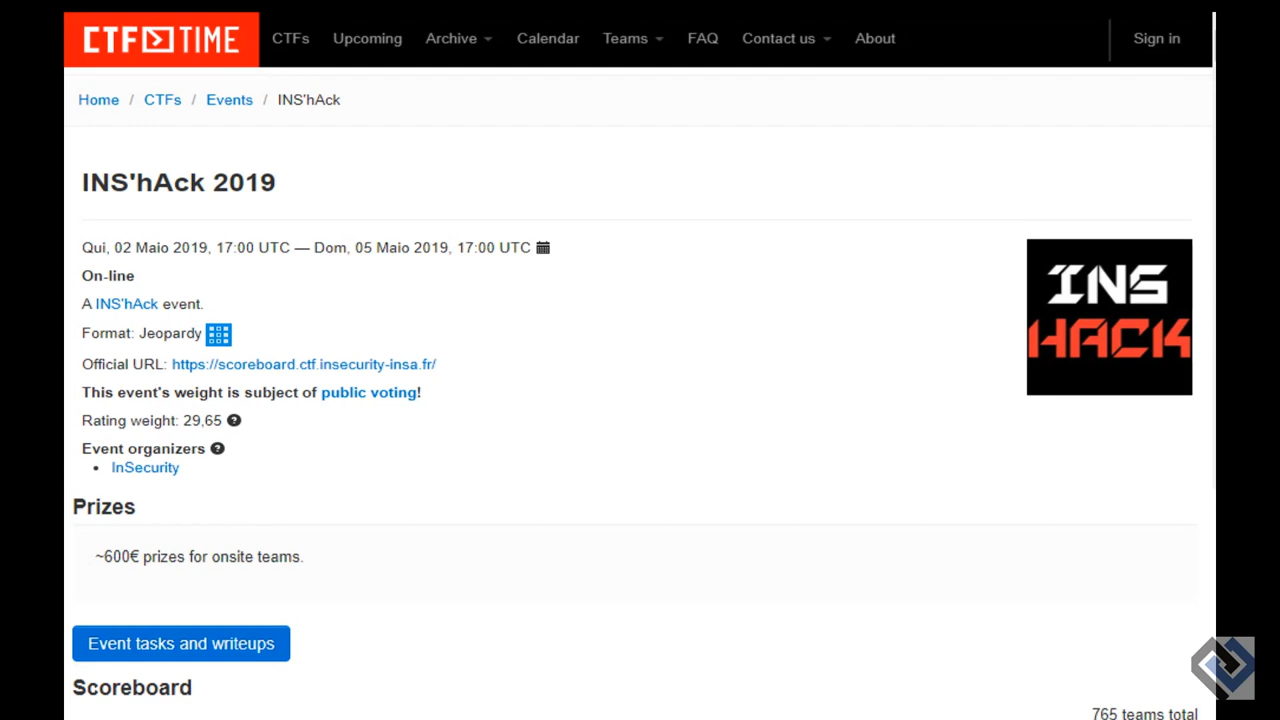 CTF TIME CTFs Upcoming Archive Calendar Teams FAQ Contact us About Sign in
Home / CTFs / Events / INS'hAck
INS'hAck 2019
Qui, 02 Maio 2019, 17:00 UTC — Dom, 05 Maio 2019, 17:00 UTC
On-line
A INS'hAck event.
Format: Jeopardy
Official URL: https://scoreboard.ctf.insecurity-insa.fr/
This event's weight is subject of public voting!
Rating weight: 29,65
Event organizers
• InSecurity
INS
HACK
Prizes
~600€ prizes for onsite teams.
Event tasks and writeups
Scoreboard
765 teams total